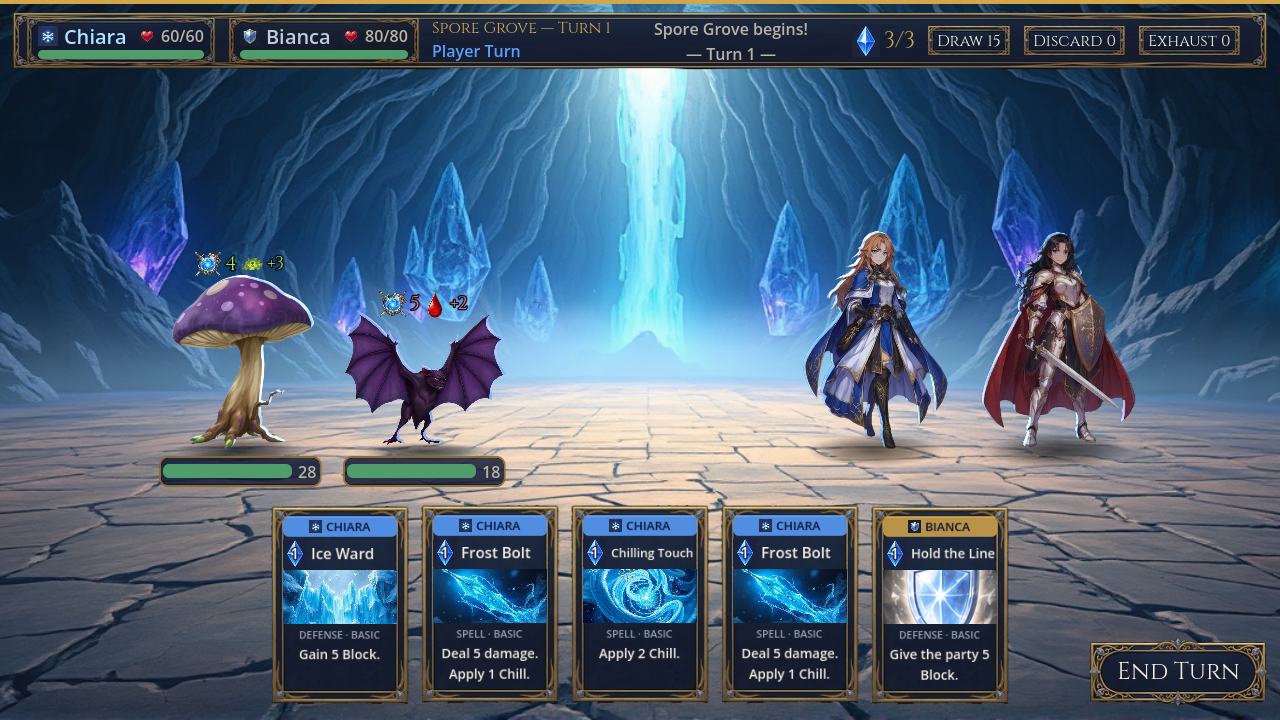 Chiara 60/60
Bianca 80/80
Spore Grove — Turn 1
Player Turn
Spore Grove begins!
— Turn 1 —
3/3
Draw 15
Discard 0
Exhaust 0
4 +3
5 +2
28
18
CHIARA
1 Ice Ward
DEFENSE · BASIC
Gain 5 Block.
CHIARA
1 Frost Bolt
SPELL · BASIC
Deal 5 damage.
Apply 1 Chill.
CHIARA
1 Chilling Touch
SPELL · BASIC
Apply 2 Chill.
CHIARA
1 Frost Bolt
SPELL · BASIC
Deal 5 damage.
Apply 1 Chill.
BIANCA
1 Hold the Line
DEFENSE · BASIC
Give the party 5
Block.
End Turn